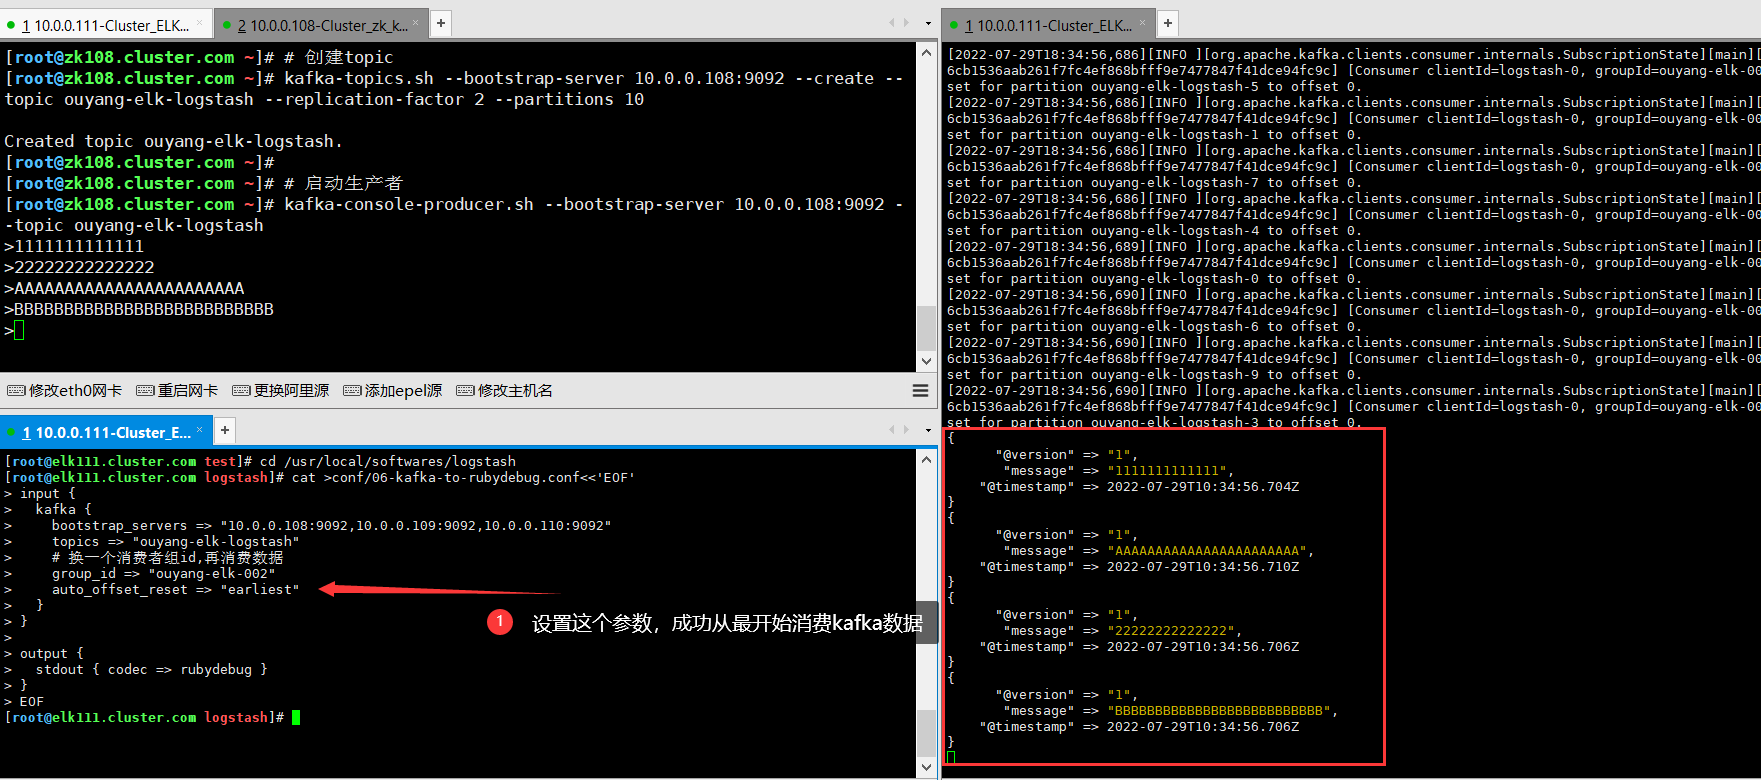 1 10.0.0.111-Cluster_ELK...
2 10.0.0.108-Cluster_zk_k...
[root@zk108.cluster.com ~]# # 创建topic
[root@zk108.cluster.com ~]# kafka-topics.sh --bootstrap-server 10.0.0.108:9092 --create --
topic ouyang-elk-logstash --replication-factor 2 --partitions 10
Created topic ouyang-elk-logstash.
[root@zk108.cluster.com ~]#
[root@zk108.cluster.com ~]# # 启动生产者
[root@zk108.cluster.com ~]# kafka-console-producer.sh --bootstrap-server 10.0.0.108:9092 -
-topic ouyang-elk-logstash
>1111111111111
>22222222222222
>AAAAAAAAAAAAAAAAAAAAAAA
>BBBBBBBBBBBBBBBBBBBBBBBBBB
>
修改eth0网卡 重启网卡 更换阿里源 添加epel源 修改主机名
1 10.0.0.111-Cluster_E...
[root@elk111.cluster.com test]# cd /usr/local/softwares/logstash
[root@elk111.cluster.com logstash]# cat >conf/06-kafka-to-rubydebug.conf<<'EOF'
> input {
>   kafka {
>     bootstrap_servers => "10.0.0.108:9092,10.0.0.109:9092,10.0.0.110:9092"
>     topics => "ouyang-elk-logstash"
>     # 换一个消费者组id,再消费数据
>     group_id => "ouyang-elk-002"
>     auto_offset_reset => "earliest"
>   }
> }
>
> output {
>   stdout { codec => rubydebug }
> }
> EOF
[root@elk111.cluster.com logstash]#
1 设置这个参数，成功从最开始消费kafka数据
1 10.0.0.111-Cluster_ELK...
[2022-07-29T18:34:56,686][INFO ][org.apache.kafka.clients.consumer.internals.SubscriptionState][main][
6cb1536aab261f7fc4ef868bfff9e7477847f41dce94fc9c] [Consumer clientId=logstash-0, groupId=ouyang-elk-00
set for partition ouyang-elk-logstash-5 to offset 0.
[2022-07-29T18:34:56,686][INFO ][org.apache.kafka.clients.consumer.internals.SubscriptionState][main][
6cb1536aab261f7fc4ef868bfff9e7477847f41dce94fc9c] [Consumer clientId=logstash-0, groupId=ouyang-elk-00
set for partition ouyang-elk-logstash-1 to offset 0.
[2022-07-29T18:34:56,686][INFO ][org.apache.kafka.clients.consumer.internals.SubscriptionState][main][
6cb1536aab261f7fc4ef868bfff9e7477847f41dce94fc9c] [Consumer clientId=logstash-0, groupId=ouyang-elk-00
set for partition ouyang-elk-logstash-7 to offset 0.
[2022-07-29T18:34:56,686][INFO ][org.apache.kafka.clients.consumer.internals.SubscriptionState][main][
6cb1536aab261f7fc4ef868bfff9e7477847f41dce94fc9c] [Consumer clientId=logstash-0, groupId=ouyang-elk-00
set for partition ouyang-elk-logstash-4 to offset 0.
[2022-07-29T18:34:56,689][INFO ][org.apache.kafka.clients.consumer.internals.SubscriptionState][main][
6cb1536aab261f7fc4ef868bfff9e7477847f41dce94fc9c] [Consumer clientId=logstash-0, groupId=ouyang-elk-00
set for partition ouyang-elk-logstash-0 to offset 0.
[2022-07-29T18:34:56,690][INFO ][org.apache.kafka.clients.consumer.internals.SubscriptionState][main][
6cb1536aab261f7fc4ef868bfff9e7477847f41dce94fc9c] [Consumer clientId=logstash-0, groupId=ouyang-elk-00
set for partition ouyang-elk-logstash-6 to offset 0.
[2022-07-29T18:34:56,690][INFO ][org.apache.kafka.clients.consumer.internals.SubscriptionState][main][
6cb1536aab261f7fc4ef868bfff9e7477847f41dce94fc9c] [Consumer clientId=logstash-0, groupId=ouyang-elk-00
set for partition ouyang-elk-logstash-9 to offset 0.
[2022-07-29T18:34:56,690][INFO ][org.apache.kafka.clients.consumer.internals.SubscriptionState][main][
6cb1536aab261f7fc4ef868bfff9e7477847f41dce94fc9c] [Consumer clientId=logstash-0, groupId=ouyang-elk-00
set for partition ouyang-elk-logstash-3 to offset 0.
{
"@version" => "1",
"message" => "1111111111111",
"@timestamp" => 2022-07-29T10:34:56.704Z
}
{
"@version" => "1",
"message" => "AAAAAAAAAAAAAAAAAAAAAAA",
"@timestamp" => 2022-07-29T10:34:56.710Z
}
{
"@version" => "1",
"message" => "22222222222222",
"@timestamp" => 2022-07-29T10:34:56.706Z
}
{
"@version" => "1",
"message" => "BBBBBBBBBBBBBBBBBBBBBBBBBB",
"@timestamp" => 2022-07-29T10:34:56.706Z
}